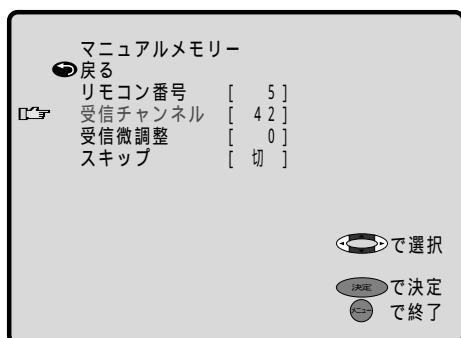 マニュアルメモリー
戻る
リモコン番号 [ 5]
受信チャンネル [ 42]
受信微調整 [ 0]
スキップ [ 切 ]
で選択
決定 で決定
メニュー で終了